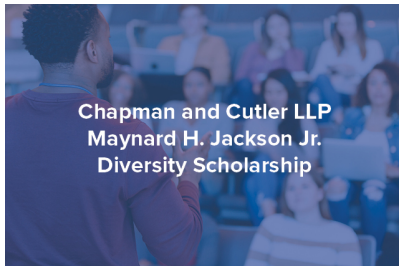 Chapman and Cutler LLP
Maynard H. Jackson Jr.
Diversity Scholarship